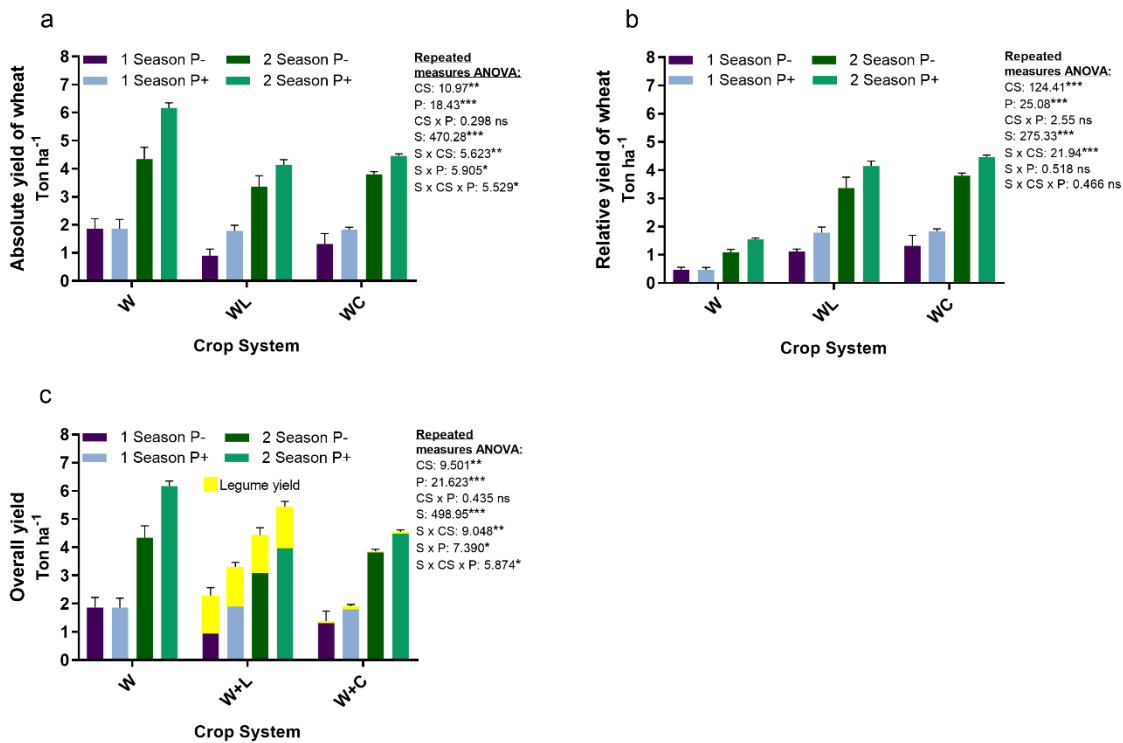 a
Absolute yield of wheat
Ton ha⁻¹
8
7
6
5
4
3
2
1
0
1 Season P-
2 Season P-
1 Season P+
2 Season P+
W
WL
WC
Crop System
Repeated
measures ANOVA:
CS: 10.97**
P: 18.43***
CS x P: 0.298 ns
S: 470.28***
S x CS: 5.623**
S x P: 5.905*
S x CS x P: 5.529*
b
Relative yield of wheat
Ton ha⁻¹
8
7
6
5
4
3
2
1
0
1 Season P-
2 Season P-
1 Season P+
2 Season P+
W
WL
WC
Crop System
Repeated
measures ANOVA:
CS: 124.41***
P: 25.08***
CS x P: 2.55 ns
S: 275.33***
S x CS: 21.94***
S x P: 0.518 ns
S x CS x P: 0.466 ns
c
Overall yield
Ton ha⁻¹
8
7
6
5
4
3
2
1
0
1 Season P-
2 Season P-
1 Season P+
2 Season P+
Legume yield
W
W+L
W+C
Crop System
Repeated
measures ANOVA:
CS: 9.501**
P: 21.623***
CS x P: 0.435 ns
S: 498.95***
S x CS: 9.048**
S x P: 7.390*
S x CS x P: 5.874*